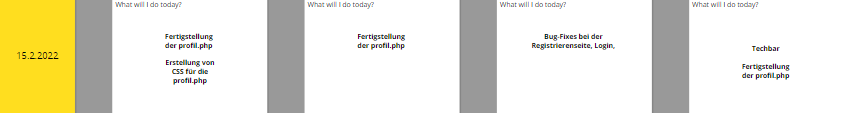 15.2.2022
What will I do today?
Fertigstellung
der profil.php
Erstellung von
CSS für die
profil.php
What will I do today?
Fertigstellung
der profil.php
What will I do today?
Bug-Fixes bei der
Registrierenseite, Login,
What will I do today?
Techbar
Fertigstellung
der profil.php